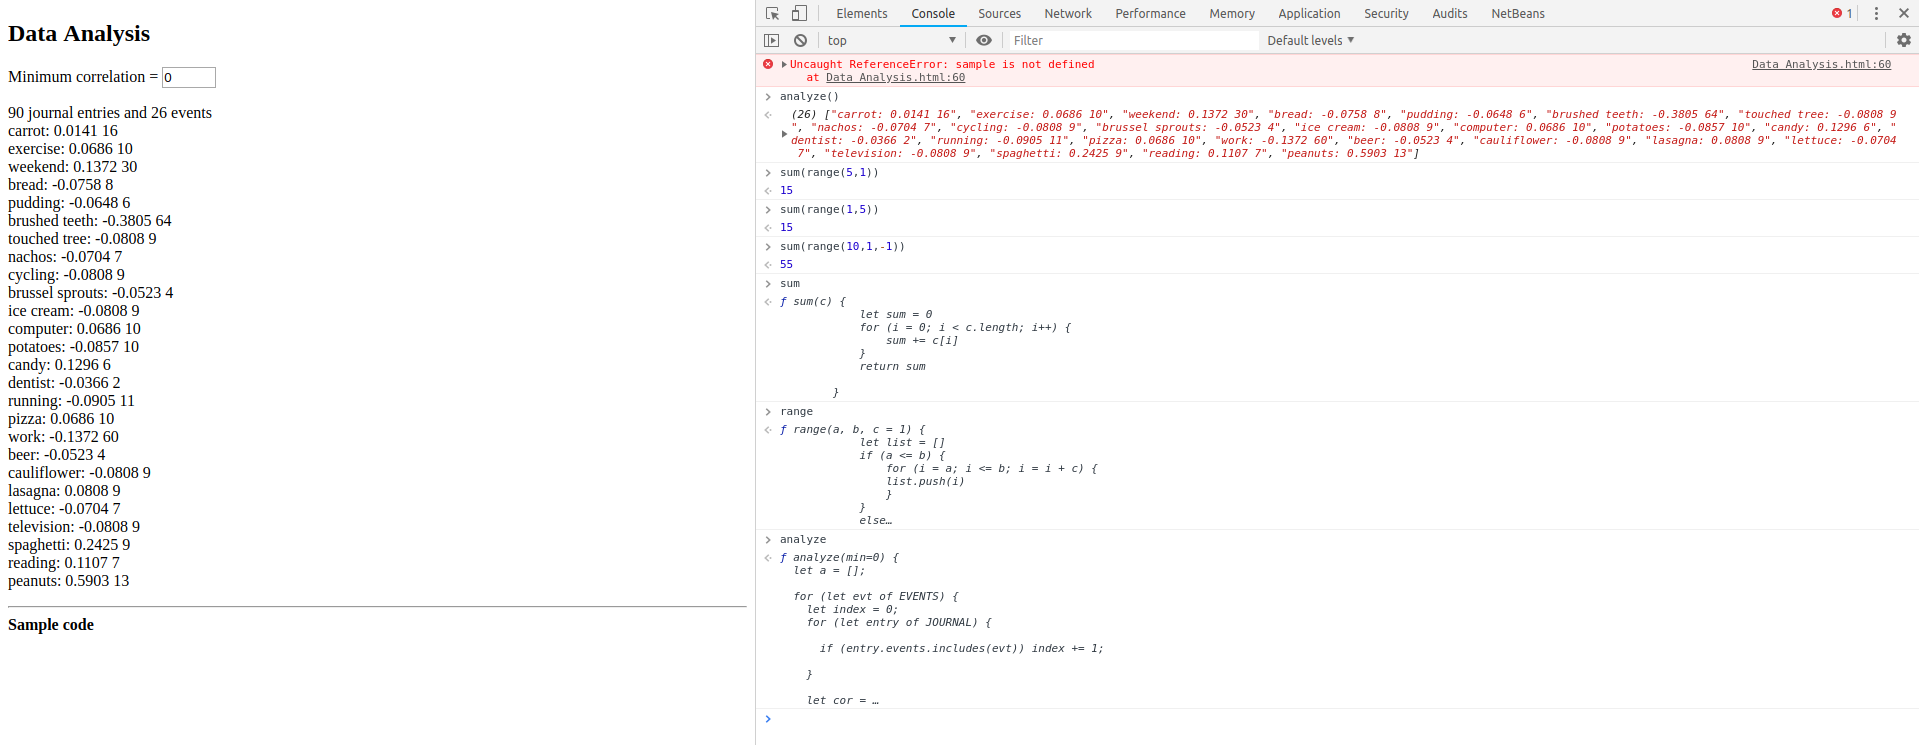 Data Analysis
Minimum correlation = 0
90 journal entries and 26 events
carrot: 0.0141 16
exercise: 0.0686 10
weekend: 0.1372 30
bread: -0.0758 8
pudding: -0.0648 6
brushed teeth: -0.3805 64
touched tree: -0.0808 9
nachos: -0.0704 7
cycling: -0.0808 9
brussel sprouts: -0.0523 4
ice cream: -0.0808 9
computer: 0.0686 10
potatoes: -0.0857 10
candy: 0.1296 6
dentist: -0.0366 2
running: -0.0905 11
pizza: 0.0686 10
work: -0.1372 60
beer: -0.0523 4
cauliflower: -0.0808 9
lasagna: 0.0808 9
lettuce: -0.0704 7
television: -0.0808 9
spaghetti: 0.2425 9
reading: 0.1107 7
peanuts: 0.5903 13
Sample code
Elements Console Sources Network Performance Memory Application Security Audits NetBeans 1
top Filter Default levels
Uncaught ReferenceError: sample is not defined Data Analysis.html:60
at Data Analysis.html:60
analyze()
(26) ["carrot: 0.0141 16", "exercise: 0.0686 10", "weekend: 0.1372 30", "bread: -0.0758 8", "pudding: -0.0648 6", "brushed teeth: -0.3805 64", "touched tree: -0.0808 9
", "nachos: -0.0704 7", "cycling: -0.0808 9", "brussel sprouts: -0.0523 4", "ice cream: -0.0808 9", "computer: 0.0686 10", "potatoes: -0.0857 10", "candy: 0.1296 6", "
dentist: -0.0366 2", "running: -0.0905 11", "pizza: 0.0686 10", "work: -0.1372 60", "beer: -0.0523 4", "cauliflower: -0.0808 9", "lasagna: 0.0808 9", "lettuce: -0.0704
7", "television: -0.0808 9", "spaghetti: 0.2425 9", "reading: 0.1107 7", "peanuts: 0.5903 13"]
sum(range(5,1))
15
sum(range(1,5))
15
sum(range(10,1,-1))
55
sum
ƒ sum(c) {
let sum = 0
for (i = 0; i < c.length; i++) {
sum += c[i]
}
return sum
}
range
ƒ range(a, b, c = 1) {
let list = []
if (a <= b) {
for (i = a; i <= b; i = i + c) {
list.push(i)
}
}
else…
analyze
ƒ analyze(min=0) {
let a = [];
for (let evt of EVENTS) {
let index = 0;
for (let entry of JOURNAL) {
if (entry.events.includes(evt)) index += 1;
}
let cor = …